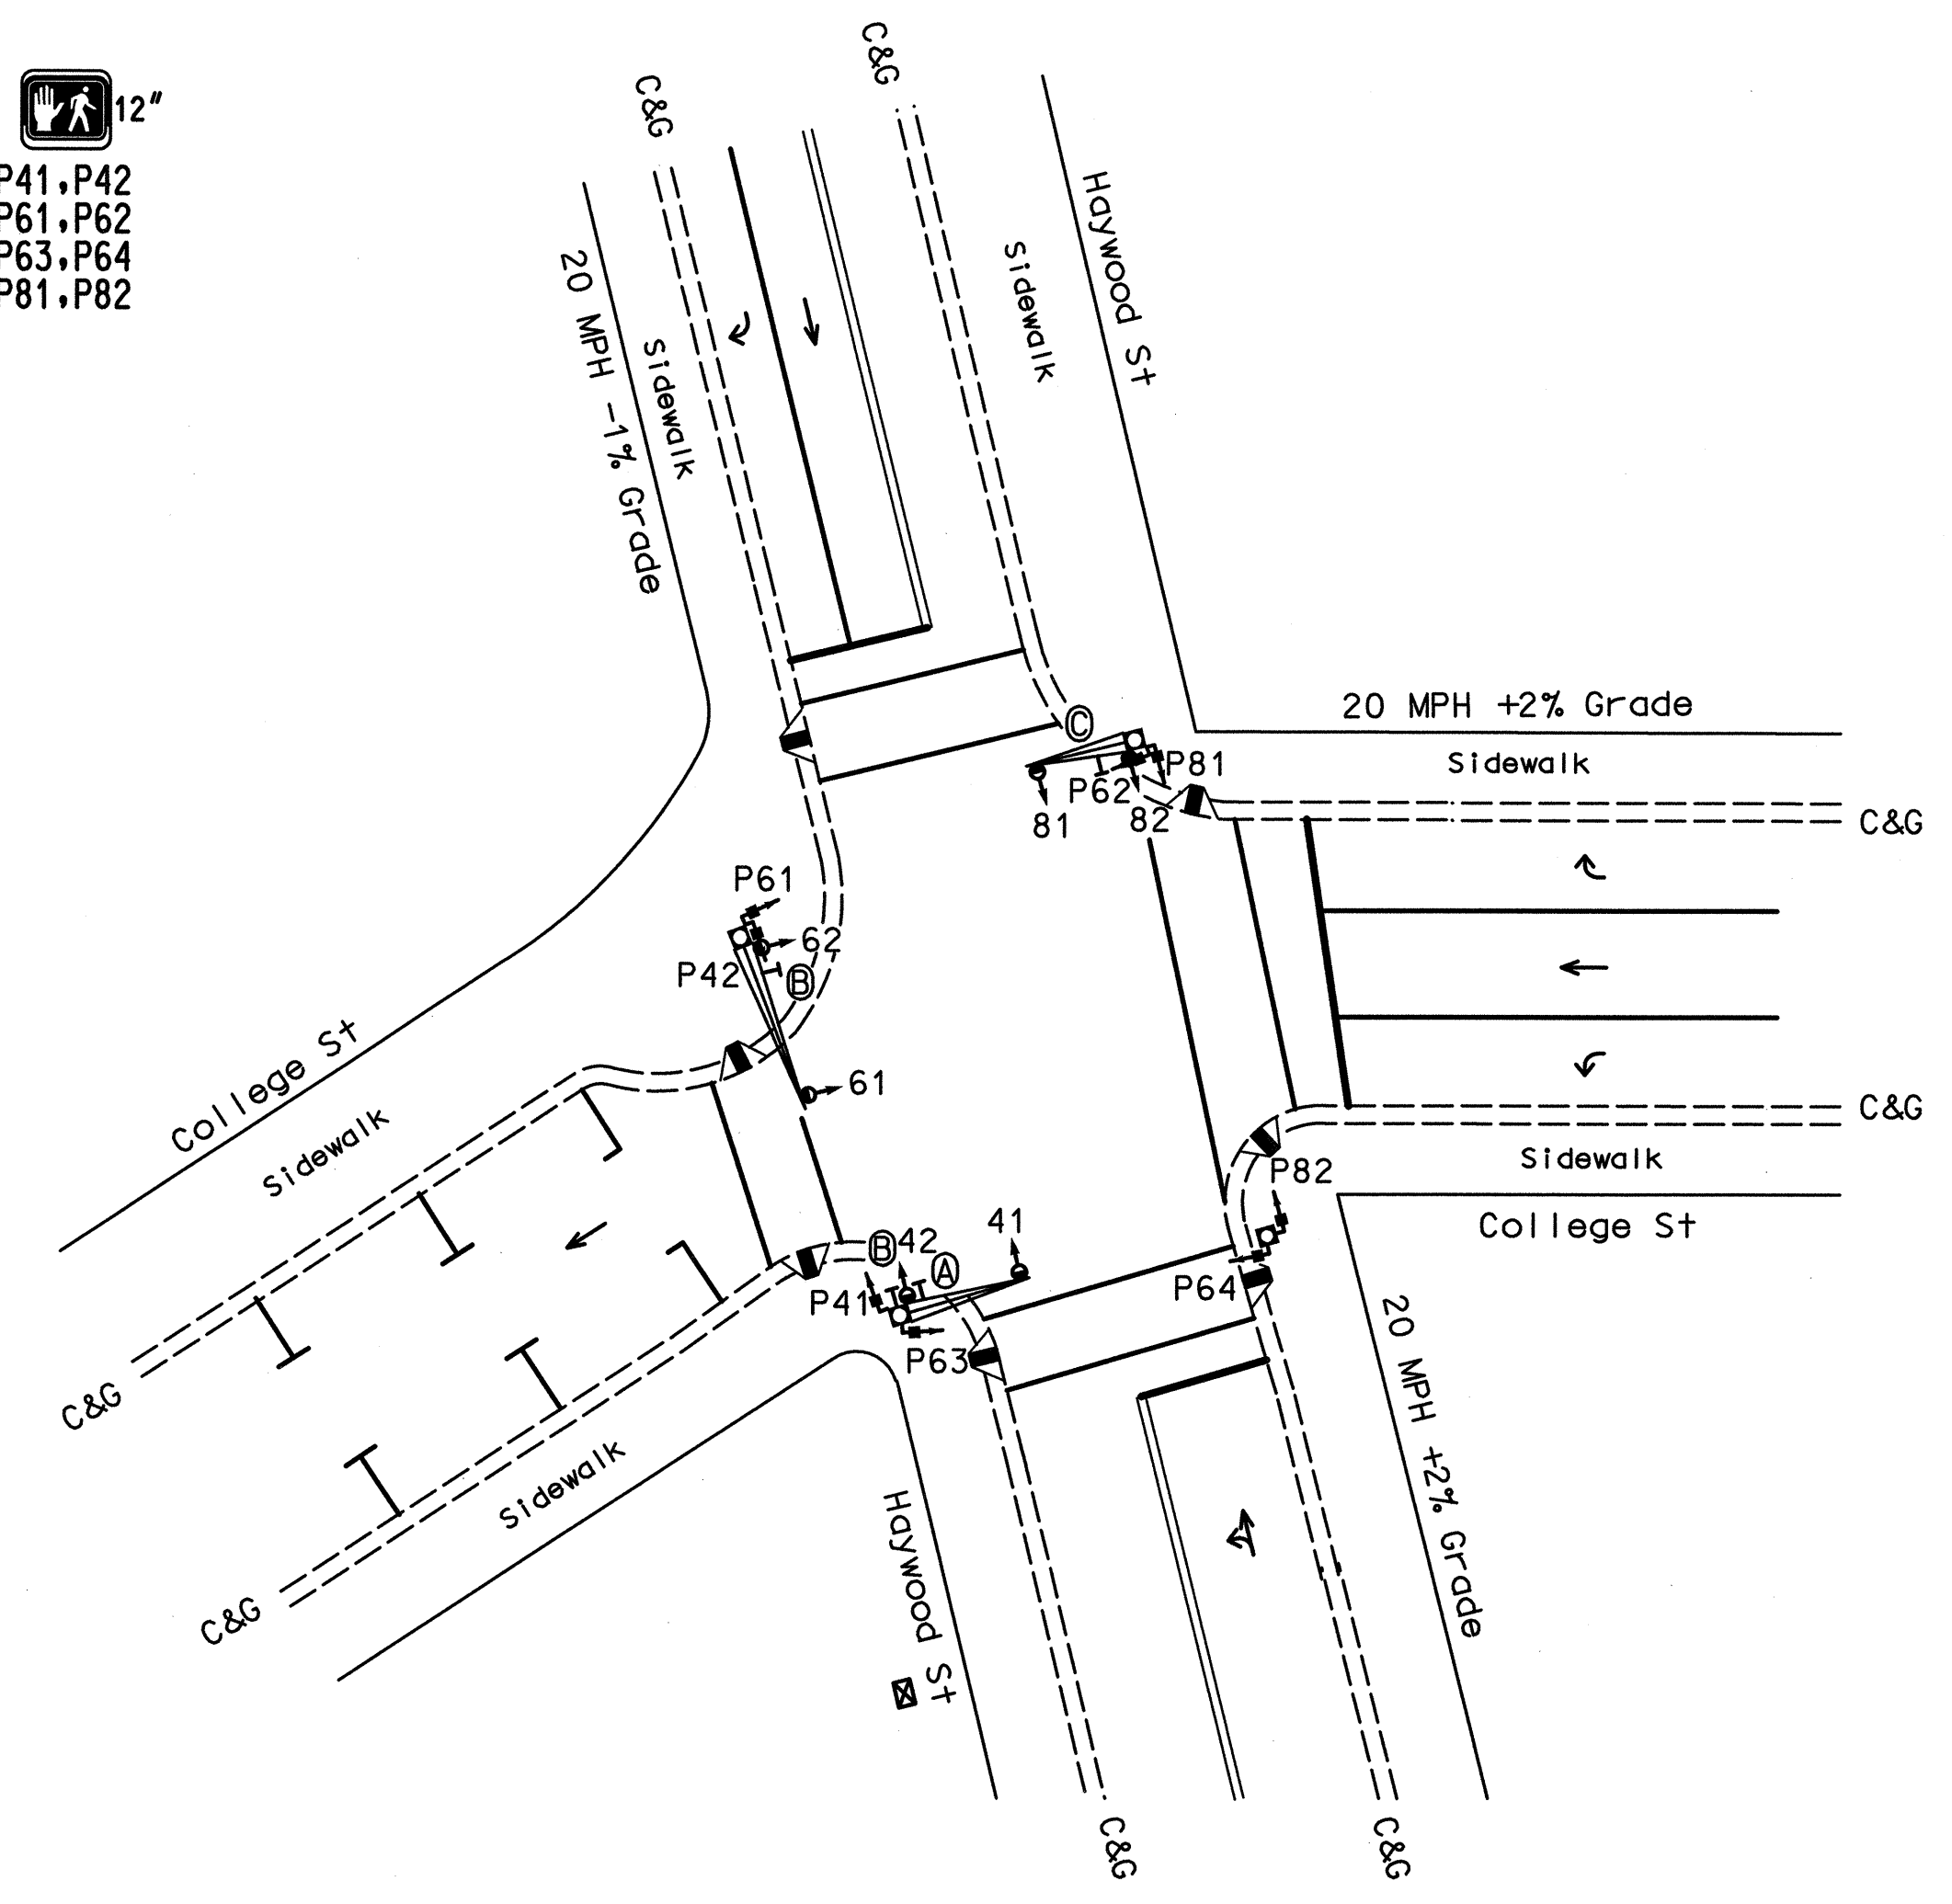 12"
P41,P42
P61,P62
P63,P64
P81,P82
C&G
C&G
Haywood St
Sidewalk
20 MPH -1% Grade
Sidewalk
20 MPH +2% Grade
Sidewalk
C&G
C
P81
P62
81
82
P61
62
P42
B
61
College St
Sidewalk
C&G
Sidewalk
College St
P82
41
B
42
A
P41
P64
P63
C&G
Sidewalk
C&G
Haywood St
20 MPH +2% Grade
C&G
C&G